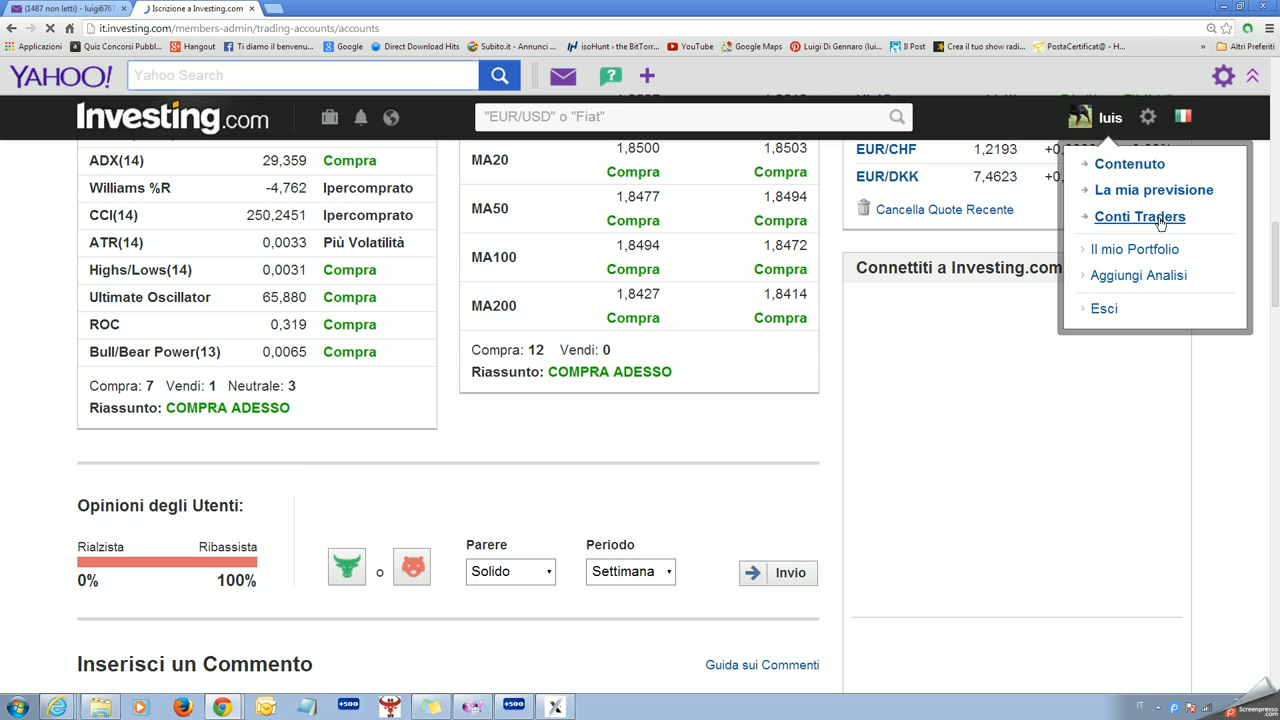 (1487 non letti) - luigi6767
Iscrizione a Investing.com
it.investing.com/members-admin/trading-accounts/accounts
Applicazioni
Quiz Concorsi Pubbl...
Hangout
Ti diamo il benvenu...
Google
Direct Download Hits
Subito.it - Annunci ...
isoHunt › the BitTorr...
YouTube
Google Maps
Luigi Di Gennaro (lui...
Il Post
Crea il tuo show radi...
PostaCertificat@ - H...
»
Altri Preferiti
YAHOO!
Yahoo Search
Investing.com
"EUR/USD" o "Fiat"
luis
Contenuto
La mia previsione
Conti Traders
Il mio Portfolio
Aggiungi Analisi
Esci
ADX(14) 29,359 Compra
Williams %R -4,762 Ipercomprato
CCI(14) 250,2451 Ipercomprato
ATR(14) 0,0033 Più Volatilità
Highs/Lows(14) 0,0031 Compra
Ultimate Oscillator 65,880 Compra
ROC 0,319 Compra
Bull/Bear Power(13) 0,0065 Compra
Compra: 7 Vendi: 1 Neutrale: 3
Riassunto: COMPRA ADESSO
MA20 1,8500 Compra 1,8503 Compra
MA50 1,8477 Compra 1,8494 Compra
MA100 1,8494 Compra 1,8472 Compra
MA200 1,8427 Compra 1,8414 Compra
Compra: 12 Vendi: 0
Riassunto: COMPRA ADESSO
EUR/CHF 1,2193
EUR/DKK 7,4623 +0,
Cancella Quote Recente
Connettiti a Investing.com
Opinioni degli Utenti:
Rialzista Ribassista
0% 100%
o
Parere
Solido
Periodo
Settimana
Invio
Inserisci un Commento
Guida sui Commenti
+500
+500
IT
Screenpresso
.com